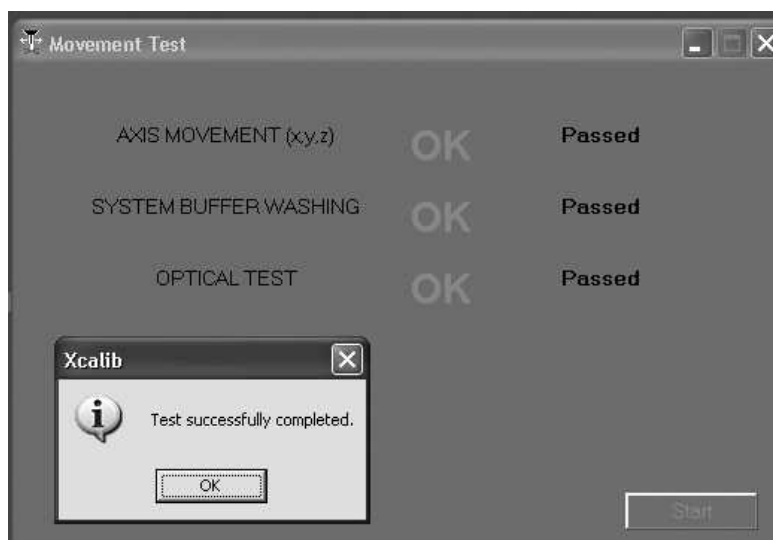 Movement Test
AXIS MOVEMENT (x,y,z) OK Passed
SYSTEM BUFFER WASHING OK Passed
OPTICAL TEST OK Passed
Xcalib
Test successfully completed.
OK
Start